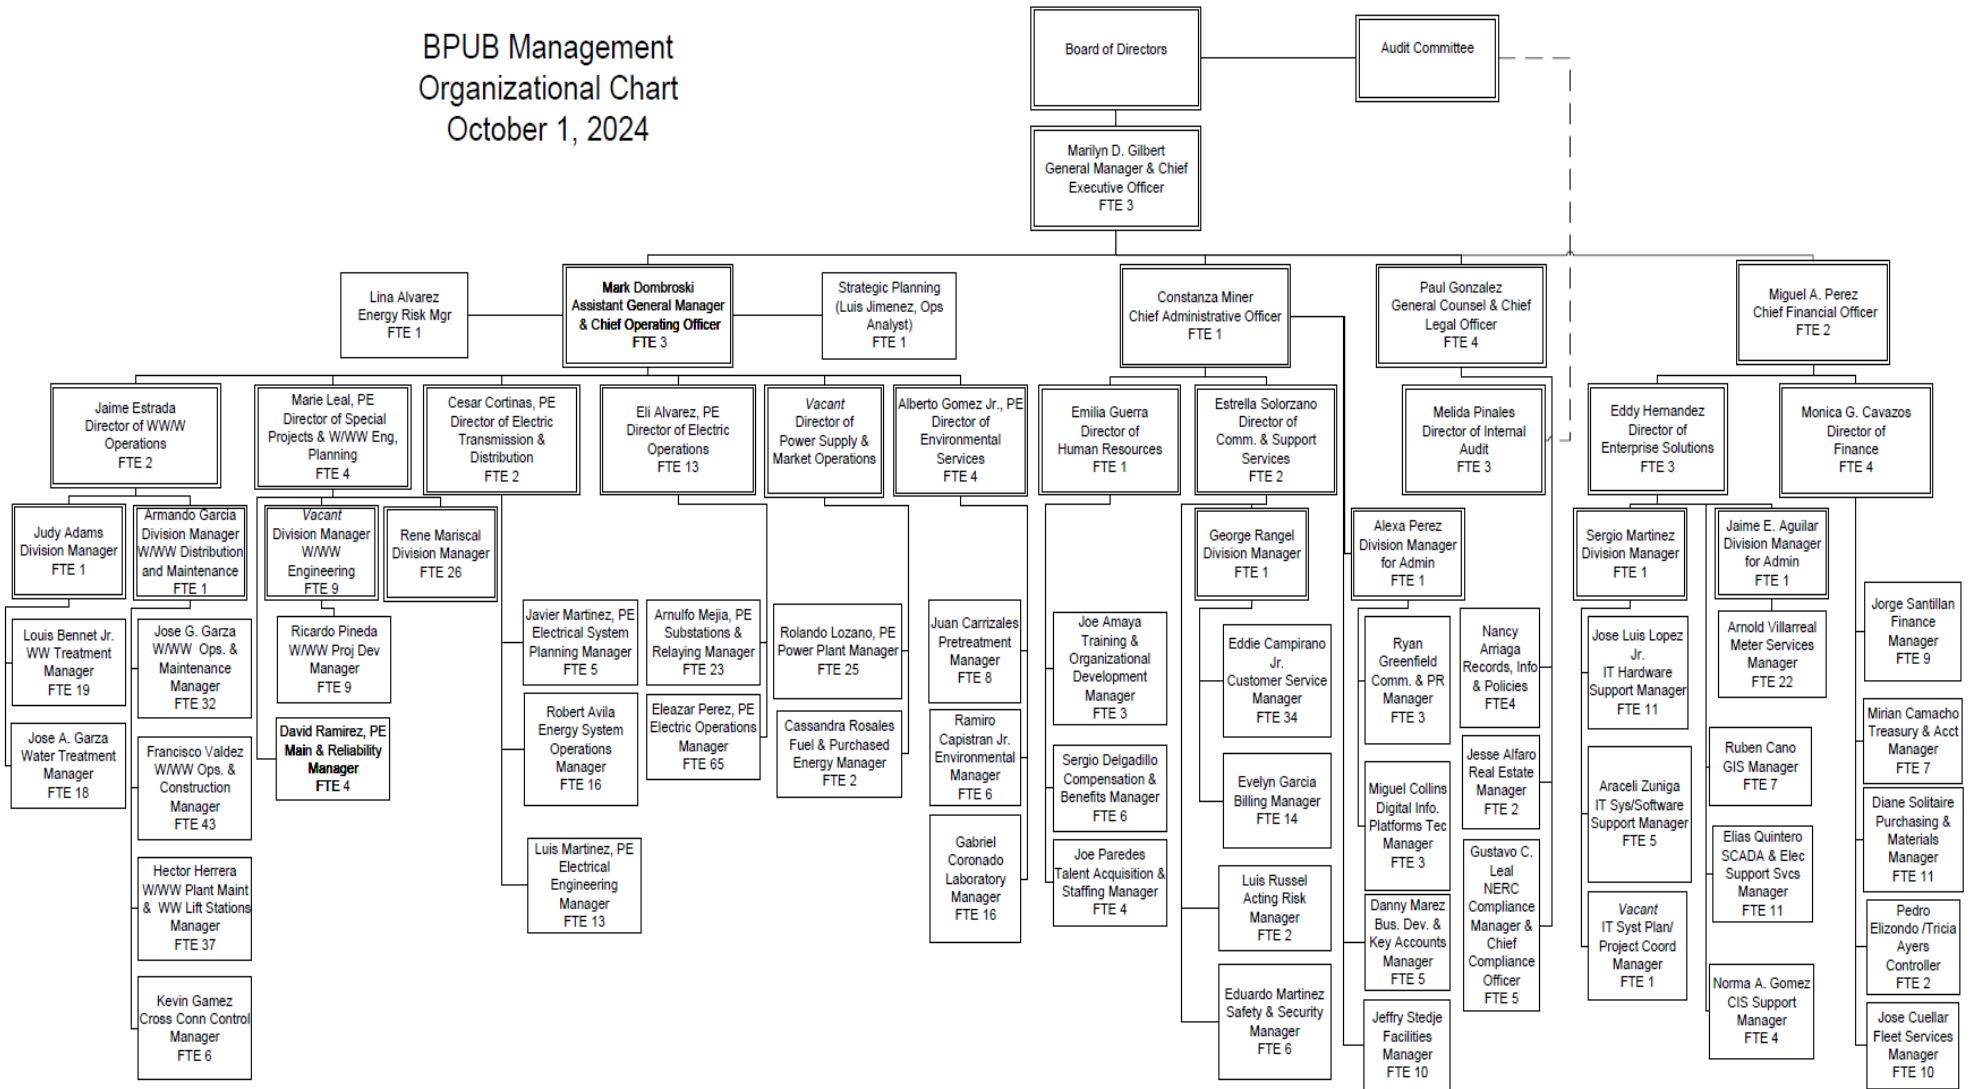 BPUB Management
Organizational Chart
October 1, 2024
Board of Directors
Audit Committee
Marilyn D. Gilbert
General Manager & Chief
Executive Officer
FTE 3
Lina Alvarez
Energy Risk Mgr
FTE 1
Mark Dombroski
Assistant General Manager
& Chief Operating Officer
FTE 3
Strategic Planning
(Luis Jimenez, Ops
Analyst)
FTE 1
Constanza Miner
Chief Administrative Officer
FTE 1
Paul Gonzalez
General Counsel & Chief
Legal Officer
FTE 4
Miguel A. Perez
Chief Financial Officer
FTE 2
Jaime Estrada
Director of WW/W
Operations
FTE 2
Marie Leal, PE
Director of Special
Projects & W/WW Eng,
Planning
FTE 4
Cesar Cortinas, PE
Director of Electric
Transmission &
Distribution
FTE 2
Eli Alvarez, PE
Director of Electric
Operations
FTE 13
Vacant
Director of
Power Supply &
Market Operations
Alberto Gomez Jr., PE
Director of
Environmental
Services
FTE 4
Emilia Guerra
Director of
Human Resources
FTE 1
Estrella Solorzano
Director of
Comm. & Support
Services
FTE 2
Melida Pinales
Director of Internal
Audit
FTE 3
Eddy Hernandez
Director of
Enterprise Solutions
FTE 3
Monica G. Cavazos
Director of
Finance
FTE 4
Judy Adams
Division Manager
FTE 1
Armando Garcia
Division Manager
W/WW Distribution
and Maintenance
FTE 1
Vacant
Division Manager
W/WW
Engineering
FTE 9
Rene Mariscal
Division Manager
FTE 26
George Rangel
Division Manager
FTE 1
Alexa Perez
Division Manager
for Admin
FTE 1
Sergio Martinez
Division Manager
FTE 1
Jaime E. Aguilar
Division Manager
for Admin
FTE 1
Louis Bennet Jr.
WW Treatment
Manager
FTE 19
Jose A. Garza
Water Treatment
Manager
FTE 18
Jose G. Garza
W/WW Ops. &
Maintenance
Manager
FTE 32
Francisco Valdez
W/WW Ops. &
Construction
Manager
FTE 43
Hector Herrera
W/WW Plant Maint
& WW Lift Stations
Manager
FTE 37
Kevin Gamez
Cross Conn Control
Manager
FTE 6
Ricardo Pineda
W/WW Proj Dev
Manager
FTE 9
David Ramirez, PE
Main & Reliability
Manager
FTE 4
Javier Martinez, PE
Electrical System
Planning Manager
FTE 5
Robert Avila
Energy System
Operations
Manager
FTE 16
Luis Martinez, PE
Electrical
Engineering
Manager
FTE 13
Arnulfo Mejia, PE
Substations &
Relaying Manager
FTE 23
Eleazar Perez, PE
Electric Operations
Manager
FTE 65
Rolando Lozano, PE
Power Plant Manager
FTE 25
Cassandra Rosales
Fuel & Purchased
Energy Manager
FTE 2
Juan Carrizales
Pretreatment
Manager
FTE 8
Ramiro
Capistran Jr.
Environmental
Manager
FTE 6
Gabriel
Coronado
Laboratory
Manager
FTE 16
Joe Amaya
Training &
Organizational
Development
Manager
FTE 3
Sergio Delgadillo
Compensation &
Benefits Manager
FTE 6
Joe Paredes
Talent Acquisition &
Staffing Manager
FTE 4
Eddie Campirano
Jr.
Customer Service
Manager
FTE 34
Evelyn Garcia
Billing Manager
FTE 14
Luis Russel
Acting Risk
Manager
FTE 2
Eduardo Martinez
Safety & Security
Manager
FTE 6
Ryan
Greenfield
Comm. & PR
Manager
FTE 3
Miguel Collins
Digital Info.
Platforms Tec
Manager
FTE 3
Danny Marez
Bus. Dev. &
Key Accounts
Manager
FTE 5
Jeffry Stedje
Facilities
Manager
FTE 10
Nancy
Arriaga
Records, Info
& Policies
FTE4
Jesse Alfaro
Real Estate
Manager
FTE 2
Gustavo C.
Leal
NERC
Compliance
Manager &
Chief
Compliance
Officer
FTE 5
Jose Luis Lopez
Jr.
IT Hardware
Support Manager
FTE 11
Araceli Zuniga
IT Sys/Software
Support Manager
FTE 5
Vacant
IT Syst Plan/
Project Coord
Manager
FTE 1
Arnold Villarreal
Meter Services
Manager
FTE 22
Ruben Cano
GIS Manager
FTE 7
Elias Quintero
SCADA & Elec
Support Svcs
Manager
FTE 11
Norma A. Gomez
CIS Support
Manager
FTE 4
Jorge Santillan
Finance
Manager
FTE 9
Mirian Camacho
Treasury & Acct
Manager
FTE 7
Diane Solitaire
Purchasing &
Materials
Manager
FTE 11
Pedro
Elizondo /Tricia
Ayers
Controller
FTE 2
Jose Cuellar
Fleet Services
Manager
FTE 10